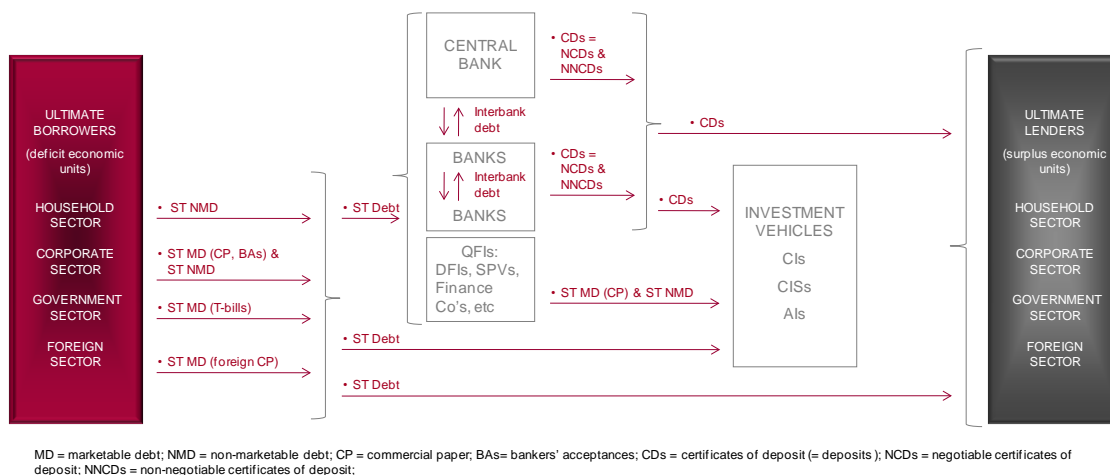 ULTIMATE
BORROWERS
(deficit economic
units)
HOUSEHOLD
SECTOR
CORPORATE
SECTOR
GOVERNMENT
SECTOR
FOREIGN
SECTOR
• ST NMD
• ST MD (CP, BAs) &
ST NMD
• ST MD (T-bills)
• ST MD (foreign CP)
• ST Debt
• ST Debt
• ST Debt
CENTRAL
BANK
Interbank
debt
BANKS
Interbank
debt
BANKS
QFIs:
DFIs, SPVs,
Finance
Co's, etc
• CDs =
NCDs &
NNCDs
• CDs =
NCDs &
NNCDs
• ST MD (CP) & ST NMD
• CDs
• CDs
INVESTMENT
VEHICLES
CIs
CISs
AIs
ULTIMATE
LENDERS
(surplus economic
units)
HOUSEHOLD
SECTOR
CORPORATE
SECTOR
GOVERNMENT
SECTOR
FOREIGN
SECTOR
MD = marketable debt; NMD = non-marketable debt; CP = commercial paper; BAs= bankers' acceptances; CDs = certificates of deposit (= deposits ); NCDs = negotiable certificates of
deposit; NNCDs = non-negotiable certificates of deposit;